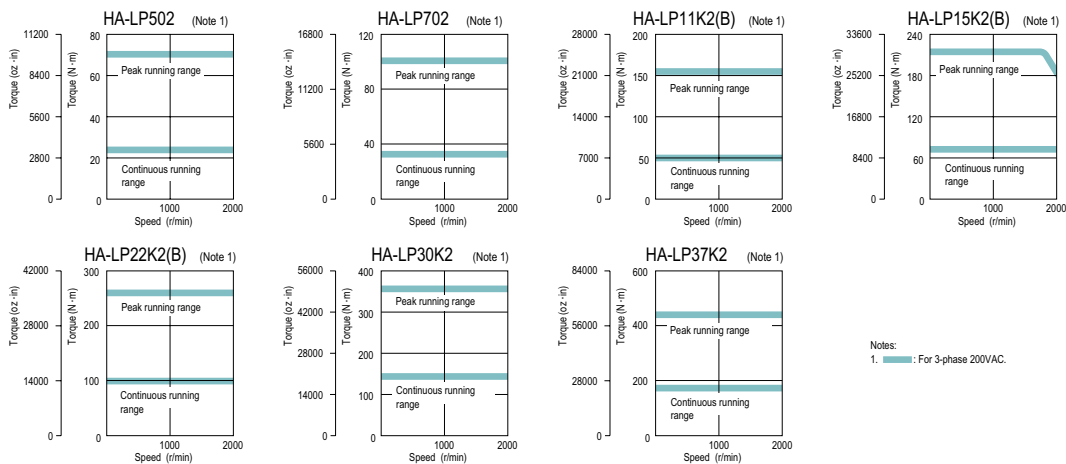 HA-LP502 (Note 1)
Torque (oz·in)
11200
8400
5600
2800
0
Torque (N·m)
80
60
40
20
0
Peak running range
Continuous running
range
1000
2000
Speed (r/min)
HA-LP702 (Note 1)
Torque (oz·in)
16800
11200
5600
0
Torque (N·m)
120
80
40
0
Peak running range
Continuous running
range
1000
2000
Speed (r/min)
HA-LP11K2(B) (Note 1)
Torque (oz·in)
28000
21000
14000
7000
0
Torque (N·m)
200
150
100
50
0
Peak running range
Continuous running
range
1000
2000
Speed (r/min)
HA-LP15K2(B) (Note 1)
Torque (oz·in)
33600
25200
16800
8400
0
Torque (N·m)
240
180
120
60
0
Peak running range
Continuous running
range
1000
2000
Speed (r/min)
HA-LP22K2(B) (Note 1)
Torque (oz·in)
42000
28000
14000
0
Torque (N·m)
300
200
100
0
Peak running range
Continuous running
range
1000
2000
Speed (r/min)
HA-LP30K2 (Note 1)
Torque (oz·in)
56000
42000
28000
14000
0
Torque (N·m)
400
300
200
100
0
Peak running range
Continuous running
range
1000
2000
Speed (r/min)
HA-LP37K2 (Note 1)
Torque (oz·in)
84000
56000
28000
0
Torque (N·m)
600
400
200
0
Peak running range
Continuous running
range
1000
2000
Speed (r/min)
Notes:
1. : For 3-phase 200VAC.